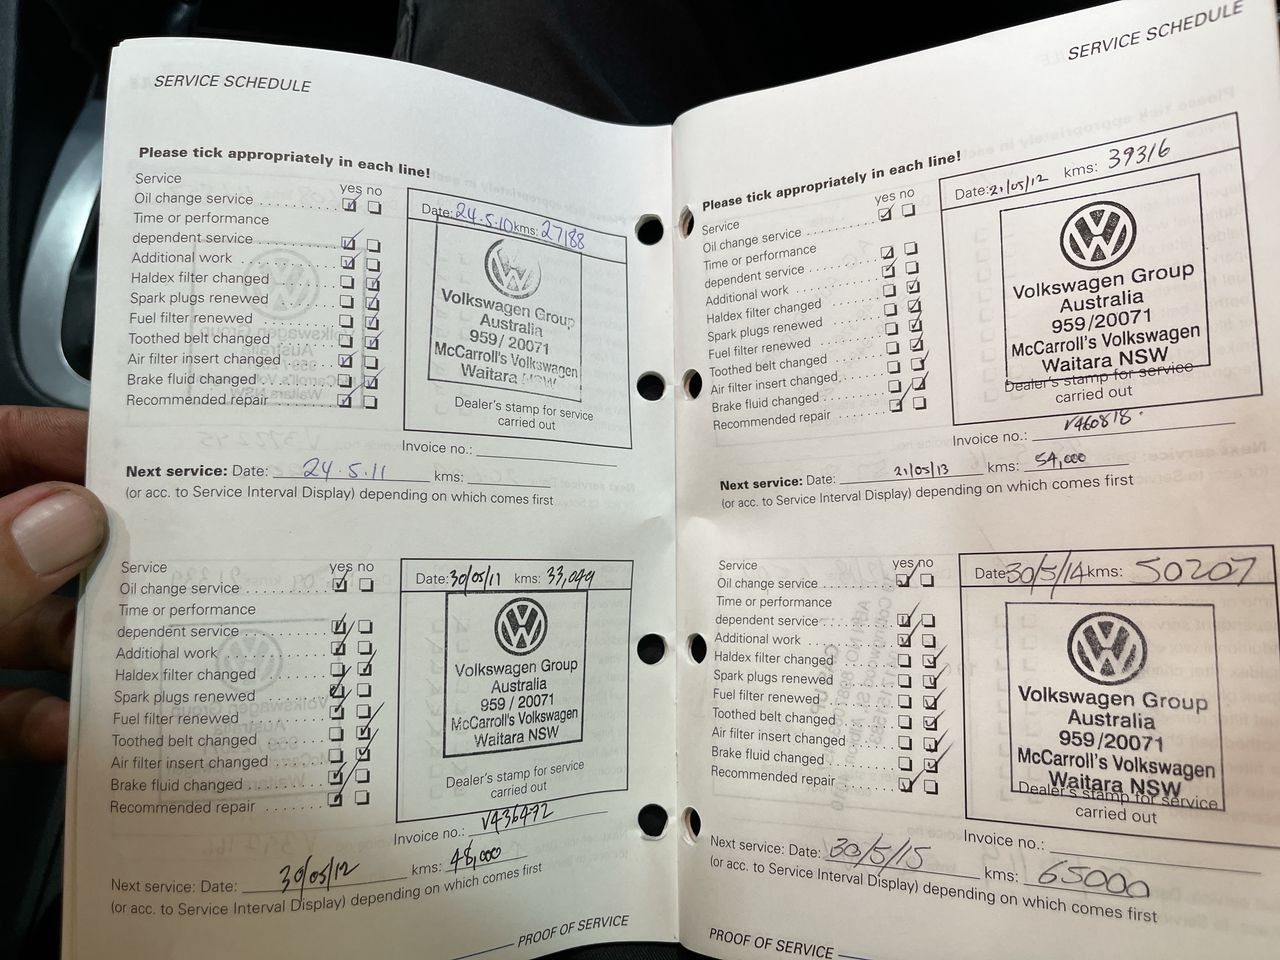 SERVICE SCHEDULE
Please tick appropriately in each line!
Service
yes no
Oil change service
Time or performance
dependent service
Additional work
Haldex filter changed
Spark plugs renewed
Fuel filter renewed
Toothed belt changed
Air filter insert changed
Brake fluid changed
Recommended repair
Date: 24.5.10 kms: 27188
Volkswagen Group
Australia
959/20071
McCarroll's Volkswagen
Waitara NSW
Dealer's stamp for service
carried out
Invoice no.:
Next service: Date: 24.5.11 kms:
(or acc. to Service Interval Display) depending on which comes first
Service
yes no
Oil change service
Time or performance
dependent service
Additional work
Haldex filter changed
Spark plugs renewed
Fuel filter renewed
Toothed belt changed
Air filter insert changed
Brake fluid changed
Recommended repair
Date: 30/05/11 kms: 33,049
Volkswagen Group
Australia
959 / 20071
McCarroll's Volkswagen
Waitara NSW
Dealer's stamp for service
carried out
Invoice no.: V436472
Next service: Date: 30/05/12 kms: 48,000
(or acc. to Service Interval Display) depending on which comes first
PROOF OF SERVICE
SERVICE SCHEDULE
Please tick appropriately in each line!
Service
yes no
Oil change service
Time or performance
dependent service
Additional work
Haldex filter changed
Spark plugs renewed
Fuel filter renewed
Toothed belt changed
Air filter insert changed
Brake fluid changed
Recommended repair
Date: 21/05/12 kms: 39316
Volkswagen Group
Australia
959/20071
McCarroll's Volkswagen
Waitara NSW
Dealer's stamp for service
carried out
Invoice no.: V460818.
Next service: Date: 21/05/13 kms: 54,000
(or acc. to Service Interval Display) depending on which comes first
Service
yes no
Oil change service
Time or performance
dependent service
Additional work
Haldex filter changed
Spark plugs renewed
Fuel filter renewed
Toothed belt changed
Air filter insert changed
Brake fluid changed
Recommended repair
Date: 30/5/14 kms: 50207
Volkswagen Group
Australia
959/20071
McCarroll's Volkswagen
Waitara NSW
Dealer's stamp for service
carried out
Invoice no.:
Next service: Date: 30/5/15 kms: 65000
(or acc. to Service Interval Display) depending on which comes first
PROOF OF SERVICE